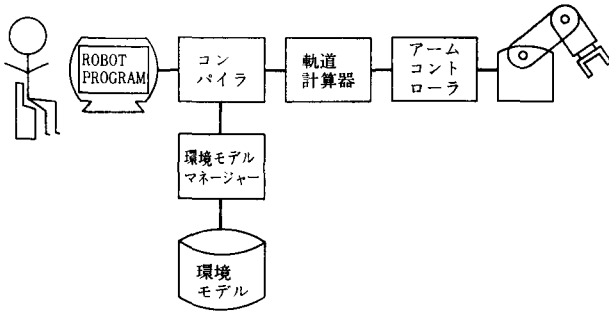 ROBOT
PROGRAM
コン
パイラ
軌道
計算器
アーム
コント
ローラ
環境モデル
マネージャー
環境
モデル